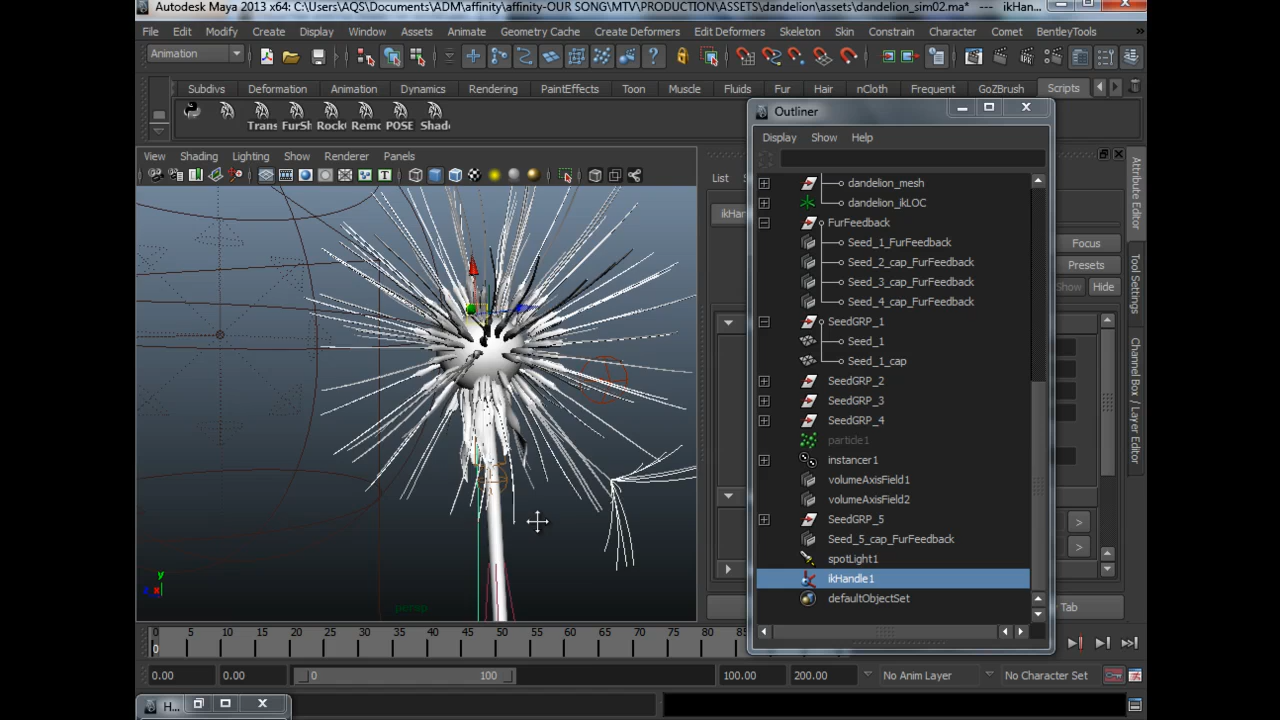 Autodesk Maya 2013 x64: C:\Users\AQS\Documents\ADM\affinity\affinity-OUR SONG\MTV\PRODUCTION\ASSETS\dandelion\assets\dandelion_sim02.ma* --- ikHan...
File Edit Modify Create Display Window Assets Animate Geometry Cache Create Deformers Edit Deformers Skeleton Skin Constrain Character Comet BentleyTools
Animation
Subdivs Deformation Animation Dynamics Rendering PaintEffects Toon Muscle Fluids Fur Hair nCloth Frequent GoZBrush Scripts
Trans FurSh Rock Remo POSE Shad
Outliner
Display Show Help
View Shading Lighting Show Renderer Panels
List
ikHan
Focus
Presets
Show Hide
dandelion_mesh
dandelion_jkLOC
FurFeedback
Seed_1_FurFeedback
Seed_2_cap_FurFeedback
Seed_3_cap_FurFeedback
Seed_4_cap_FurFeedback
SeedGRP_1
Seed_1
Seed_1_cap
SeedGRP_2
SeedGRP_3
SeedGRP_4
particle1
instancer1
volumeAxisField1
volumeAxisField2
SeedGRP_5
Seed_5_cap_FurFeedback
spotLight1
ikHandle1
defaultObjectSet
Attribute Editor
Tool Settings
Channel Box / Layer Editor
Tab
y
x
persp
0 5 10 15 20 25 30 35 40 45 50 55 60 65 70 75 80 85
0
0.00 0.00 0 100 100.00 200.00 No Anim Layer No Character Set
H...